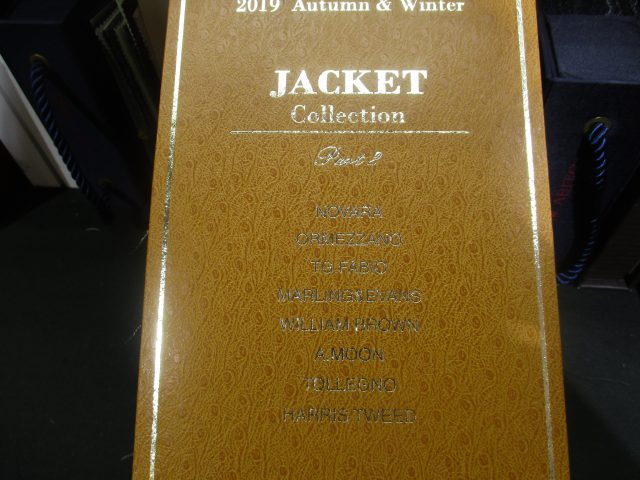 2019 Autumn & Winter
JACKET
Collection
Part 2
NOVARA
ORMEZZANO
TG.FABIO
MARLING&EVANS
WILLIAM BROWN
A.MOON
TOLLEGNO
HARRIS TWEED